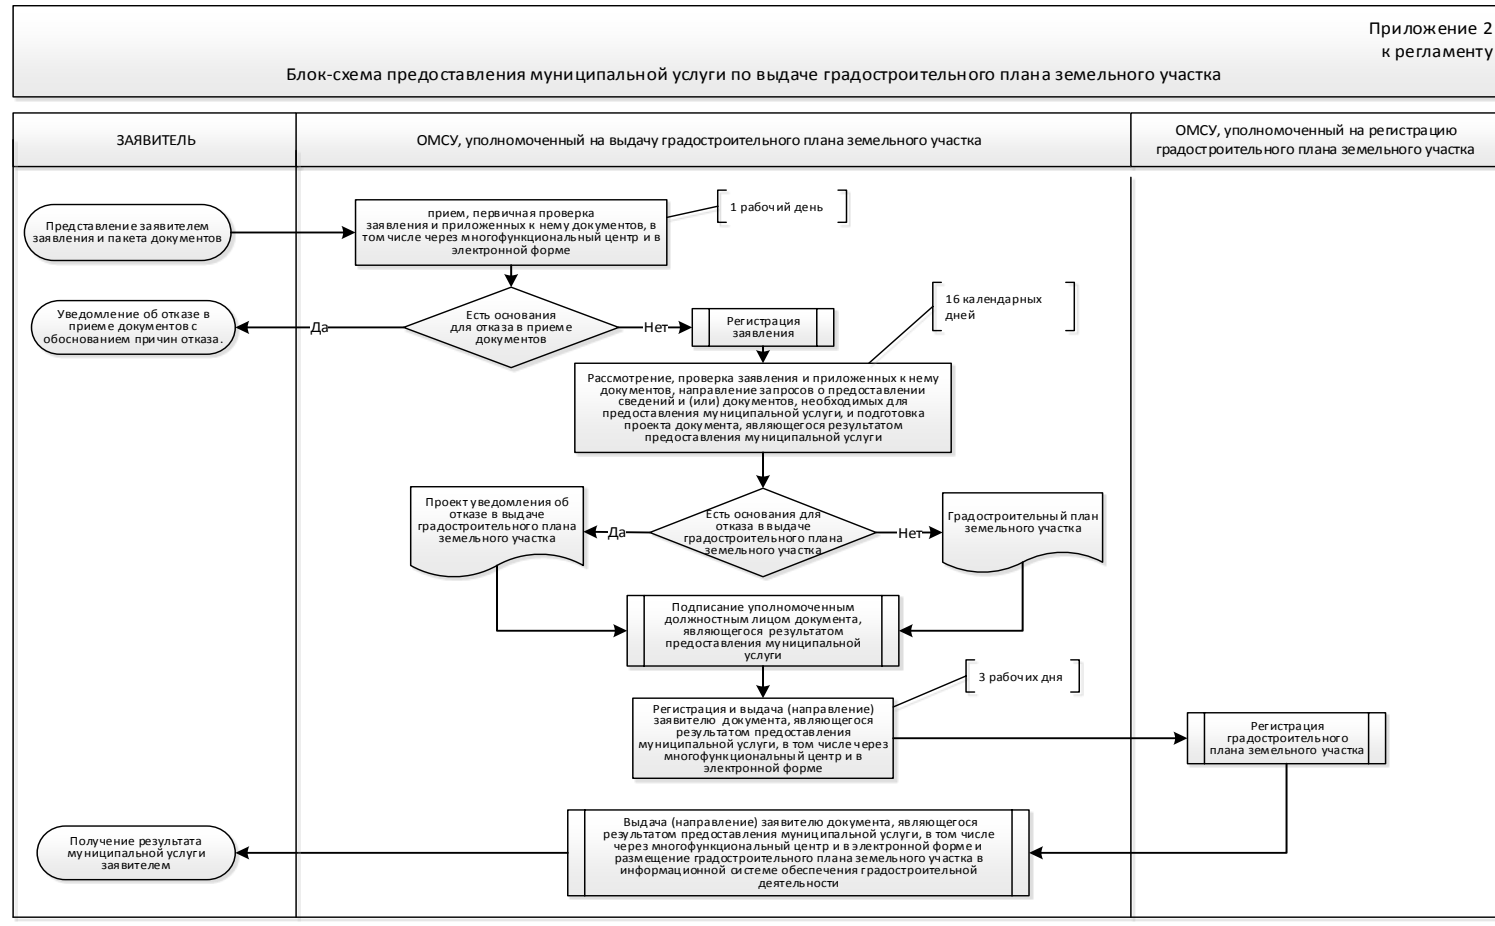 Приложение 2
к регламенту
Блок-схема предоставления муниципальной услуги по выдаче градостроительного плана земельного участка
ЗАЯВИТЕЛЬ
ОМСУ, уполномоченный на выдачу градостроительного плана земельного участка
ОМСУ, уполномоченный на регистрацию
градостроительного плана земельного участка
Представление заявителем
заявления и пакета документов
прием, первичная проверка
заявления и приложенных к нему документов, в
том числе через многофункциональный центр и в
электронной форме
1 рабочий день
Уведомление об отказе в
приеме документов с
обоснованием причин отказа.
Да
Есть основания
для отказа в приеме
документов
Нет
Регистрация
заявления
16 календарных
дней
Рассмотрение, проверка заявления и приложенных к нему
документов, направление запросов о предоставлении
сведений и (или) документов, необходимых для
предоставления муниципальной услуги, и подготовка
проекта документа, являющегося результатом
предоставления муниципальной услуги
Проект уведомления об
отказе в выдаче
градостроительного плана
земельного участка
Да
Есть основания для
отказа в выдаче
градостроительного плана
земельного участка
Нет
Градостроительный план
земельного участка
Подписание уполномоченным
должностным лицом документа,
являющегося результатом
предоставления муниципальной
услуги
3 рабочих дня
Регистрация и выдача (направление)
заявителю документа, являющегося
результатом предоставления
муниципальной услуги, в том числе через
многофункциональный центр и в
электронной форме
Регистрация
градостроительного
плана земельного участка
Получение результата
муниципальной услуги
заявителем
Выдача (направление) заявителю документа, являющегося
результатом предоставления муниципальной услуги, в том числе
через многофункциональный центр и в электронной форме и
размещение градостроительного плана земельного участка в
информационной системе обеспечения градостроительной
деятельности